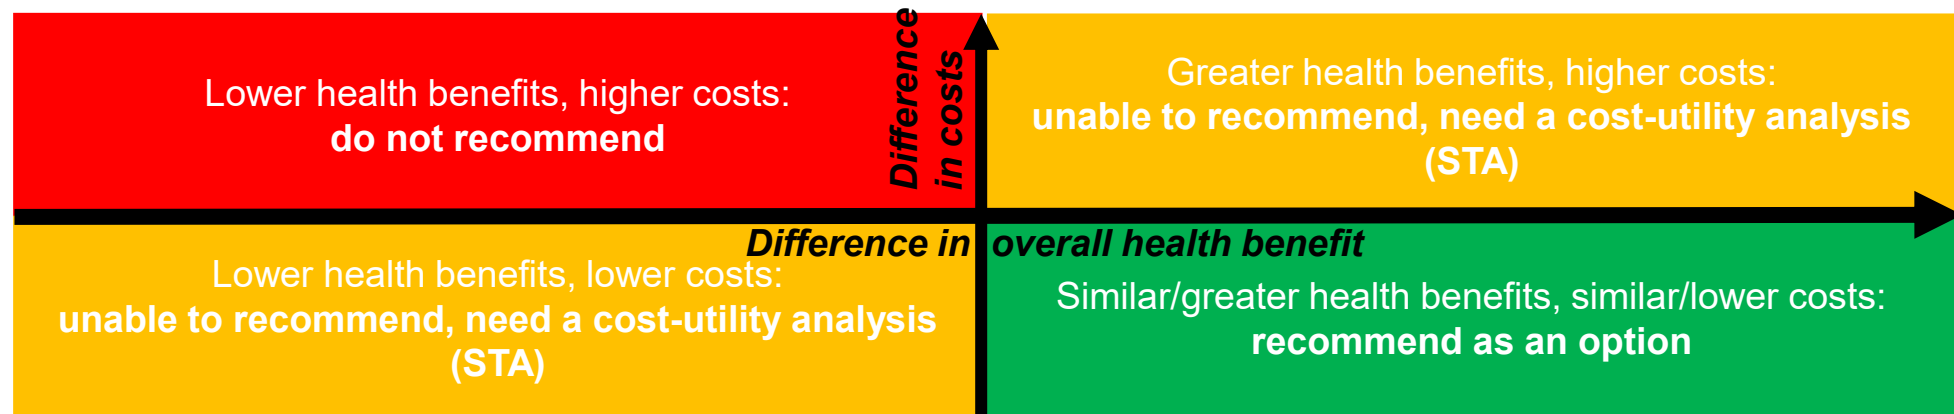 Lower health benefits, higher costs:
do not recommend
Difference
in costs
Greater health benefits, higher costs:
unable to recommend, need a cost-utility analysis
(STA)
Difference in overall health benefit
Lower health benefits, lower costs:
unable to recommend, need a cost-utility analysis
(STA)
Similar/greater health benefits, similar/lower costs:
recommend as an option